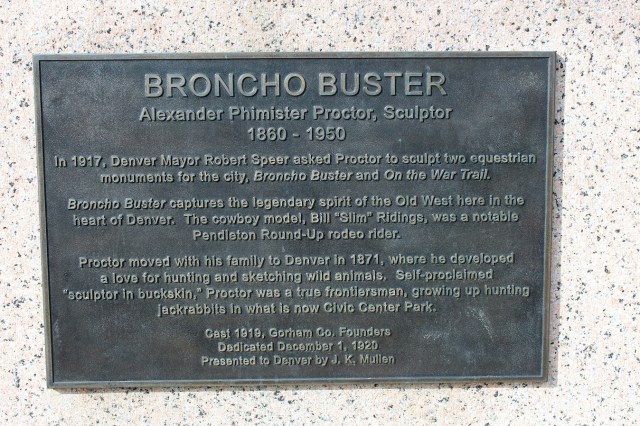 BRONCHO BUSTER
Alexander Phimister Proctor, Sculptor
1860 - 1950
In 1917, Denver Mayor Robert Speer asked Proctor to sculpt two equestrian
monuments for the city, Broncho Buster and On the War Trail.
Broncho Buster captures the legendary spirit of the Old West here in the
heart of Denver. The cowboy model, Bill "Slim" Ridings, was a notable
Pendleton Round-Up rodeo rider.
Proctor moved with his family to Denver in 1871, where he developed
a love for hunting and sketching wild animals. Self-proclaimed
"sculptor in buckskin," Proctor was a true frontiersman, growing up hunting
jackrabbits in what is now Civic Center Park.
Cast 1919, Gorham Co. Founders
Dedicated December 1, 1920
Presented to Denver by J. K. Mullen